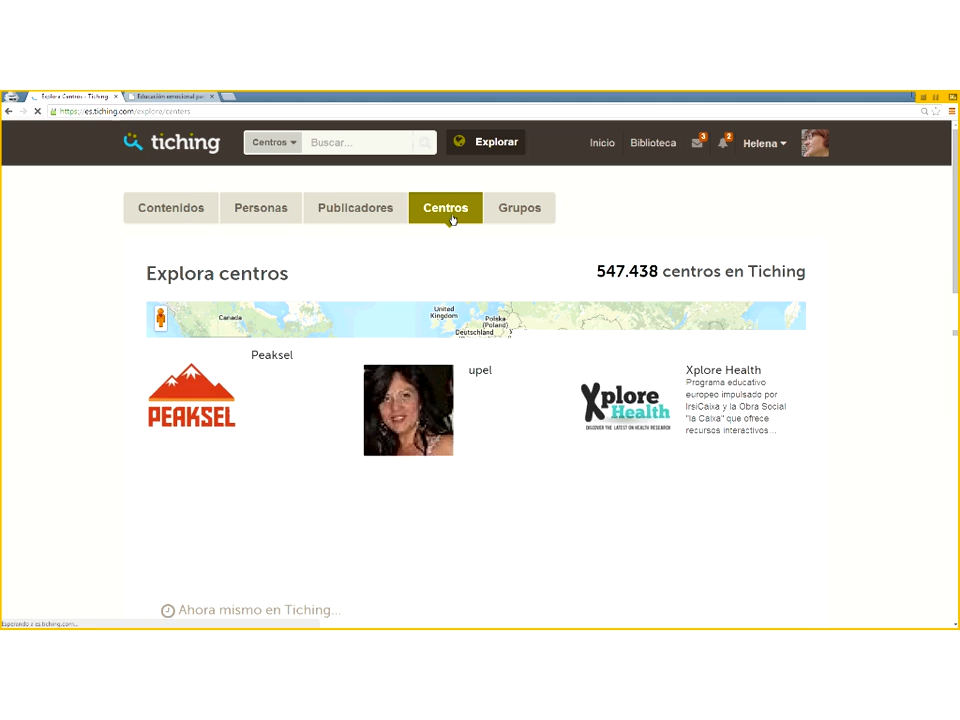 Explora Centros - Tiching
Educación emocional par
https://es.tiching.com/explora/centers
tiching
Centros
Buscar...
Explorar
Inicio
Biblioteca
3
2
Helena
Contenidos
Personas
Publicadores
Centros
Grupos
Explora centros
547.438 centros en Tiching
Canada
United
Kingdom
Polska
(Poland)
Deutschland
Peaksel
PEAKSEL
upel
Xplore
Health
DISCOVER THE LATEST ON HEALTH RESEARCH
Xplore Health
Programa educativo
europeo impulsado por
IrsiCaixa y la Obra Social
"la Caixa" que ofrece
recursos interactivos...
Ahora mismo en Tiching...
Esperando a es.tiching.com...